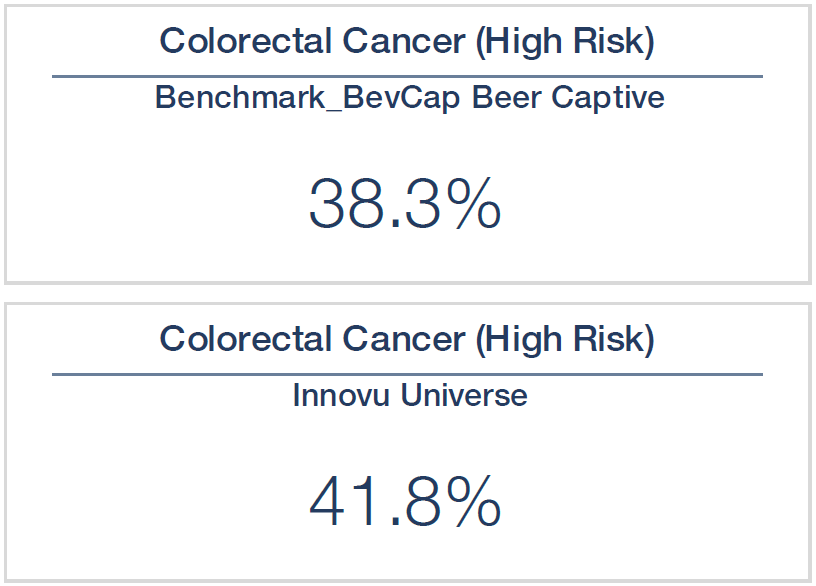 Colorectal Cancer (High Risk)
Benchmark_BevCap Beer Captive
38.3%
Colorectal Cancer (High Risk)
Innovu Universe
41.8%